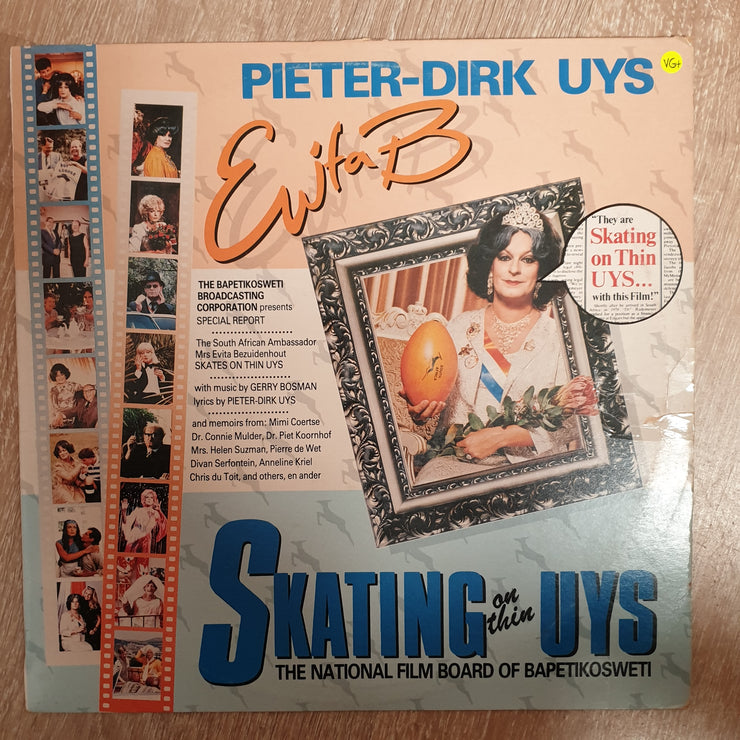 PIETER-DIRK UYS
VG+
Evita B
"They are
Skating
on Thin
UYS...
with this Film!"
THE BAPETIKOSWETI
BROADCASTING
CORPORATION presents
SPECIAL REPORT
The South African Ambassador
Mrs Evita Bezuidenhout
SKATES ON THIN UYS
with music by GERRY BOSMAN
lyrics by PIETER-DIRK UYS
and memoirs from: Mimi Coertse
Dr. Connie Mulder, Dr. Piet Koornhof
Mrs. Helen Suzman, Pierre de Wet
Divan Serfontein, Anneline Kriel
Chris du Toit, and others, en ander
SKATING on thin UYS
THE NATIONAL FILM BOARD OF BAPETIKOSWETI